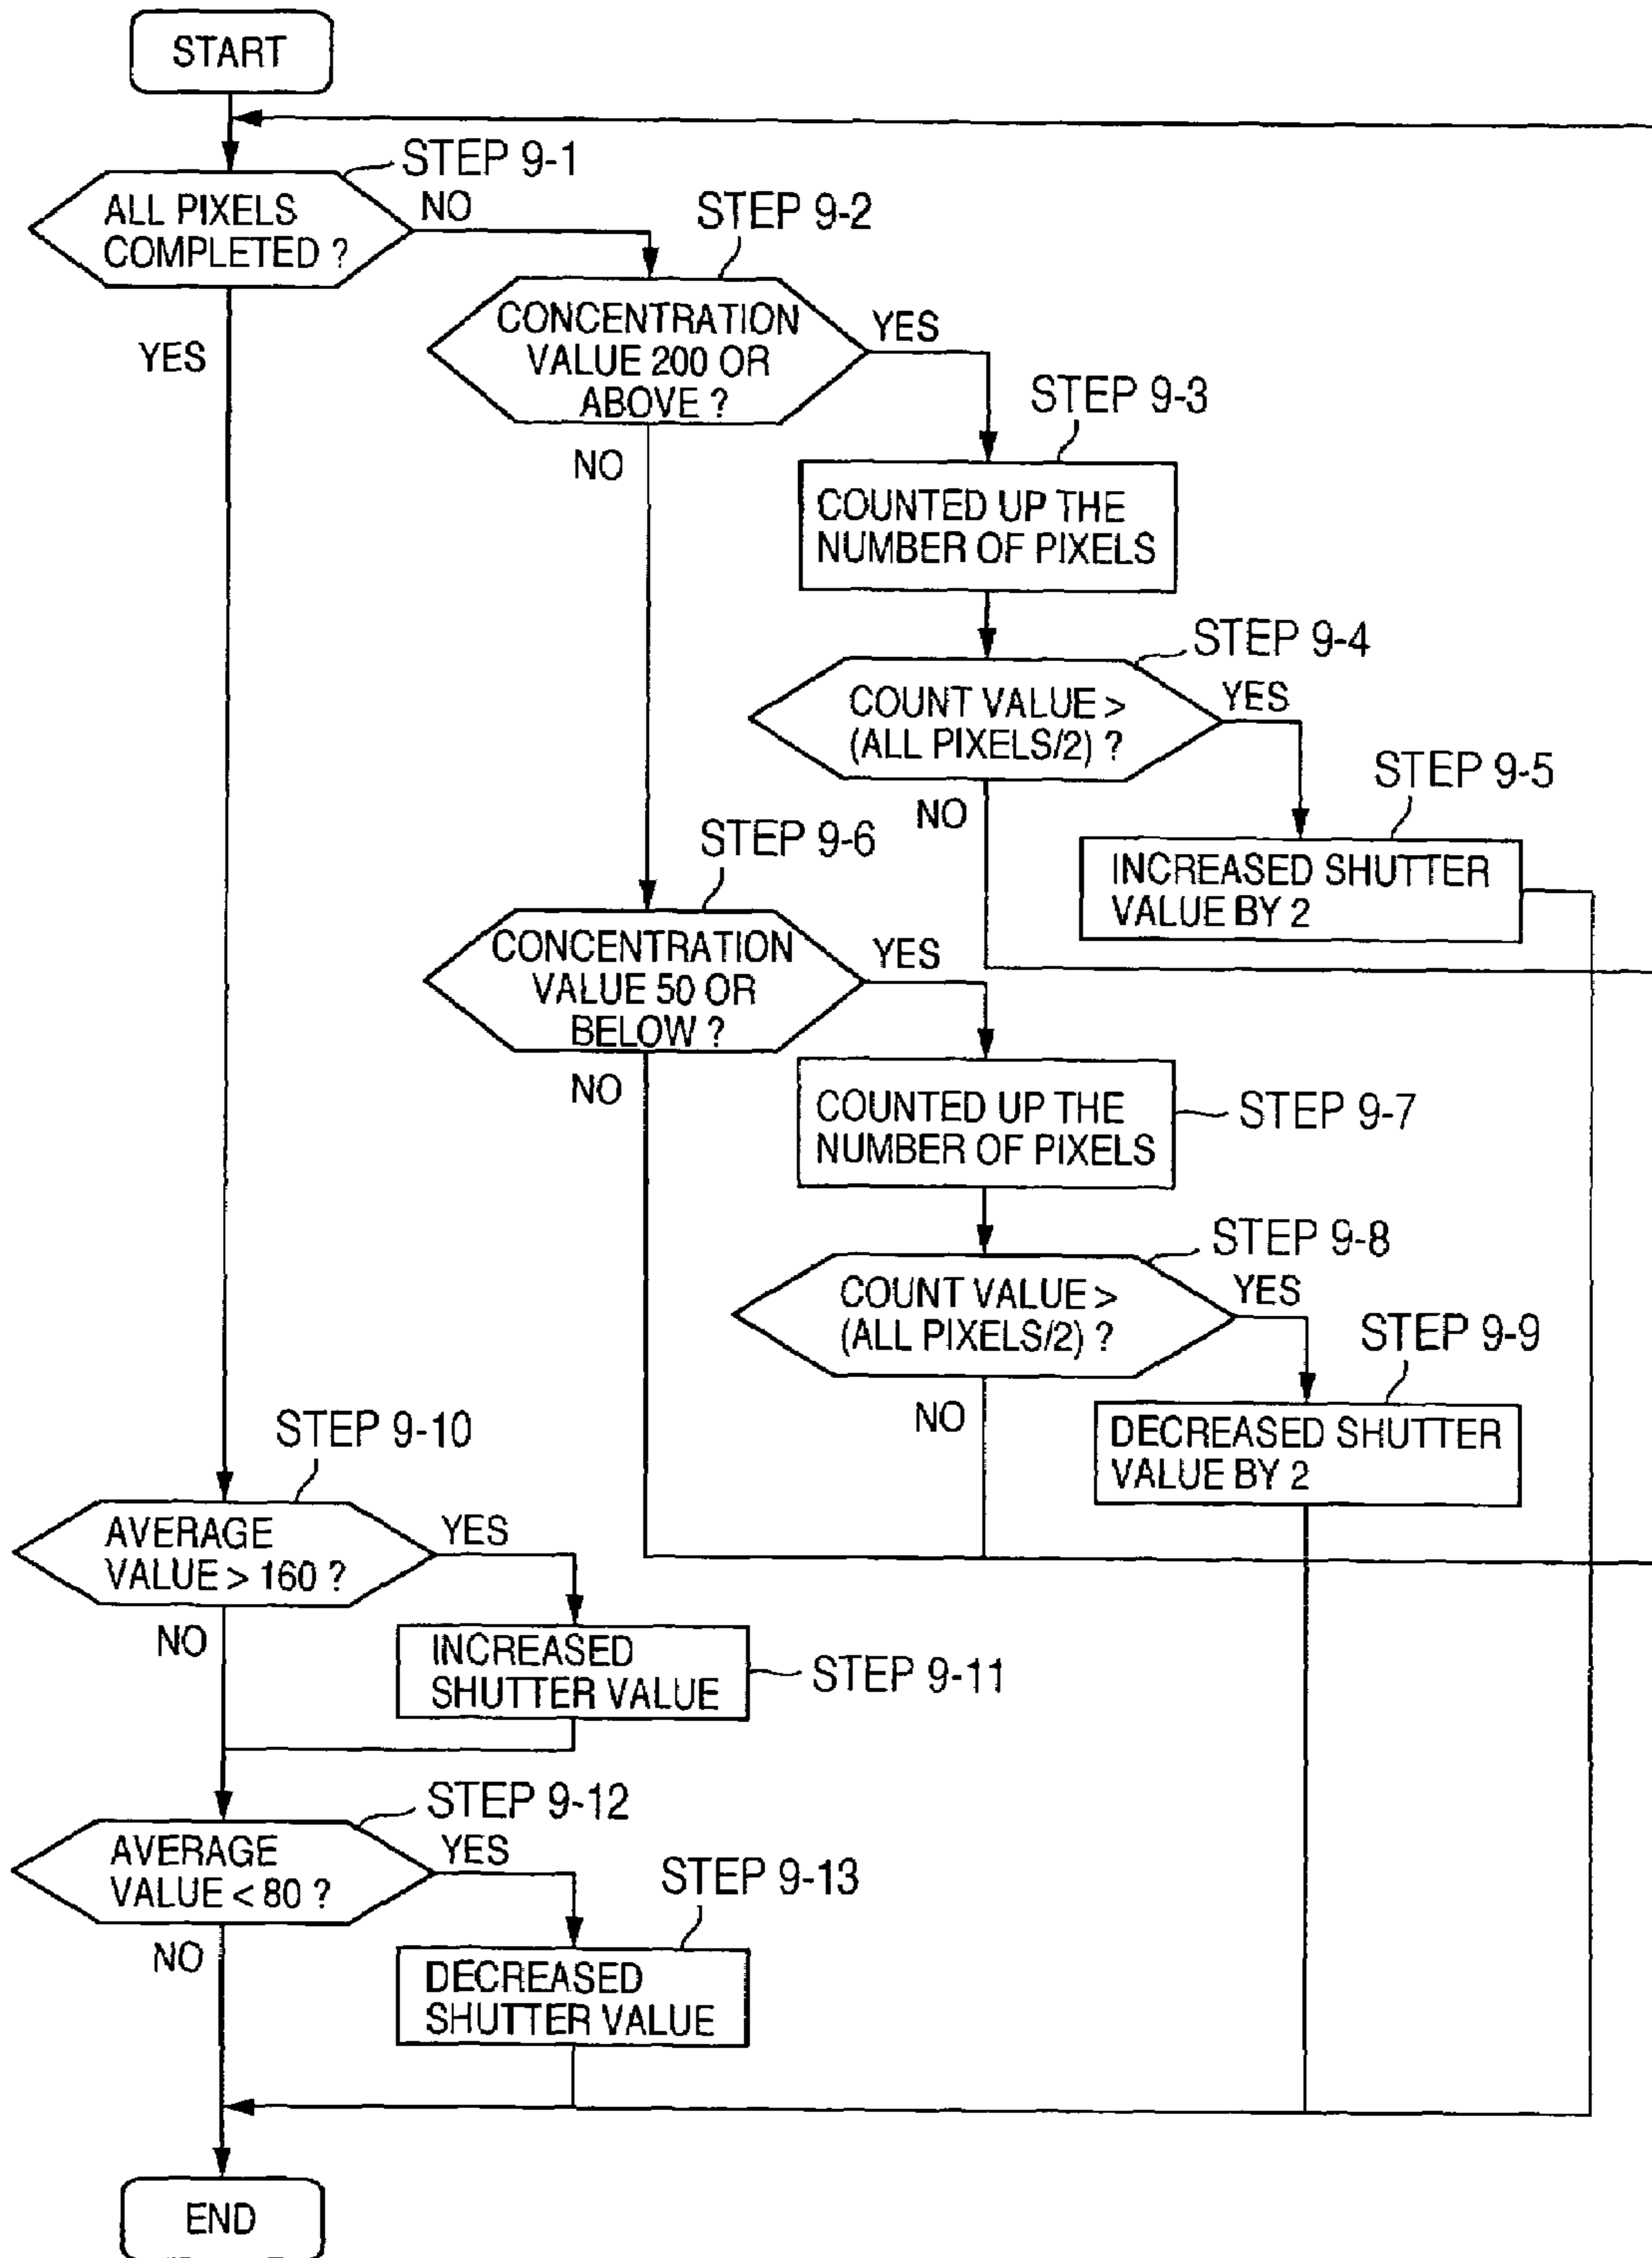 START
STEP 9-1
ALL PIXELS
COMPLETED ?
NO
YES
STEP 9-2
CONCENTRATION
VALUE 200 OR
ABOVE ?
YES
NO
STEP 9-3
COUNTED UP THE
NUMBER OF PIXELS
STEP 9-4
COUNT VALUE >
(ALL PIXELS/2) ?
YES
NO
STEP 9-5
INCREASED SHUTTER
VALUE BY 2
STEP 9-6
CONCENTRATION
VALUE 50 OR
BELOW ?
YES
NO
COUNTED UP THE
NUMBER OF PIXELS
STEP 9-7
STEP 9-8
COUNT VALUE >
(ALL PIXELS/2) ?
YES
NO
STEP 9-9
DECREASED SHUTTER
VALUE BY 2
STEP 9-10
AVERAGE
VALUE > 160 ?
YES
NO
INCREASED
SHUTTER VALUE
STEP 9-11
STEP 9-12
AVERAGE
VALUE < 80 ?
YES
NO
STEP 9-13
DECREASED
SHUTTER VALUE
END